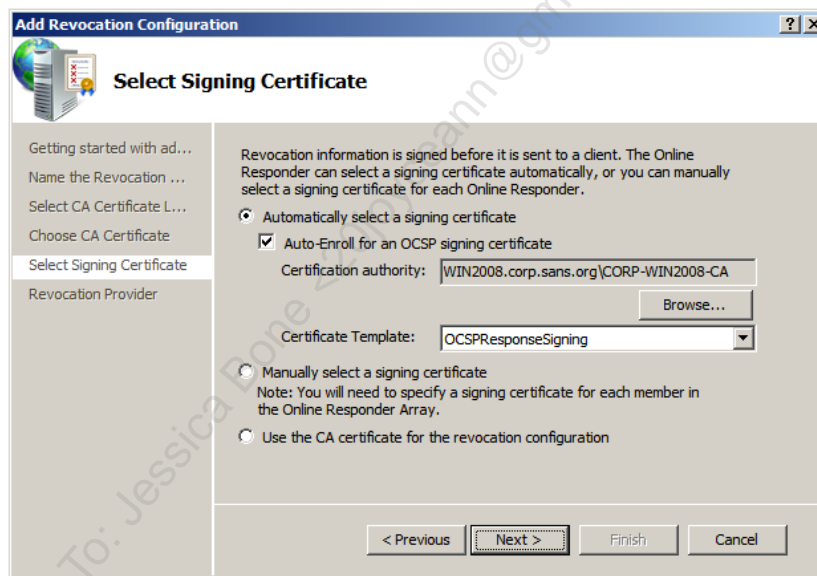 Add Revocation Configuration
Select Signing Certificate
Getting started with ad...
Name the Revocation ...
Select CA Certificate L...
Choose CA Certificate
Select Signing Certificate
Revocation Provider
Revocation information is signed before it is sent to a client. The Online
Responder can select a signing certificate automatically, or you can manually
select a signing certificate for each Online Responder.
Automatically select a signing certificate
Auto-Enroll for an OCSP signing certificate
Certification authority: WIN2008.corp.sans.org\CORP-WIN2008-CA
Browse...
Certificate Template: OCSPResponseSigning
Manually select a signing certificate
Note: You will need to specify a signing certificate for each member in
the Online Responder Array.
Use the CA certificate for the revocation configuration
< Previous
Next >
Finish
Cancel
To: Jessica Bone